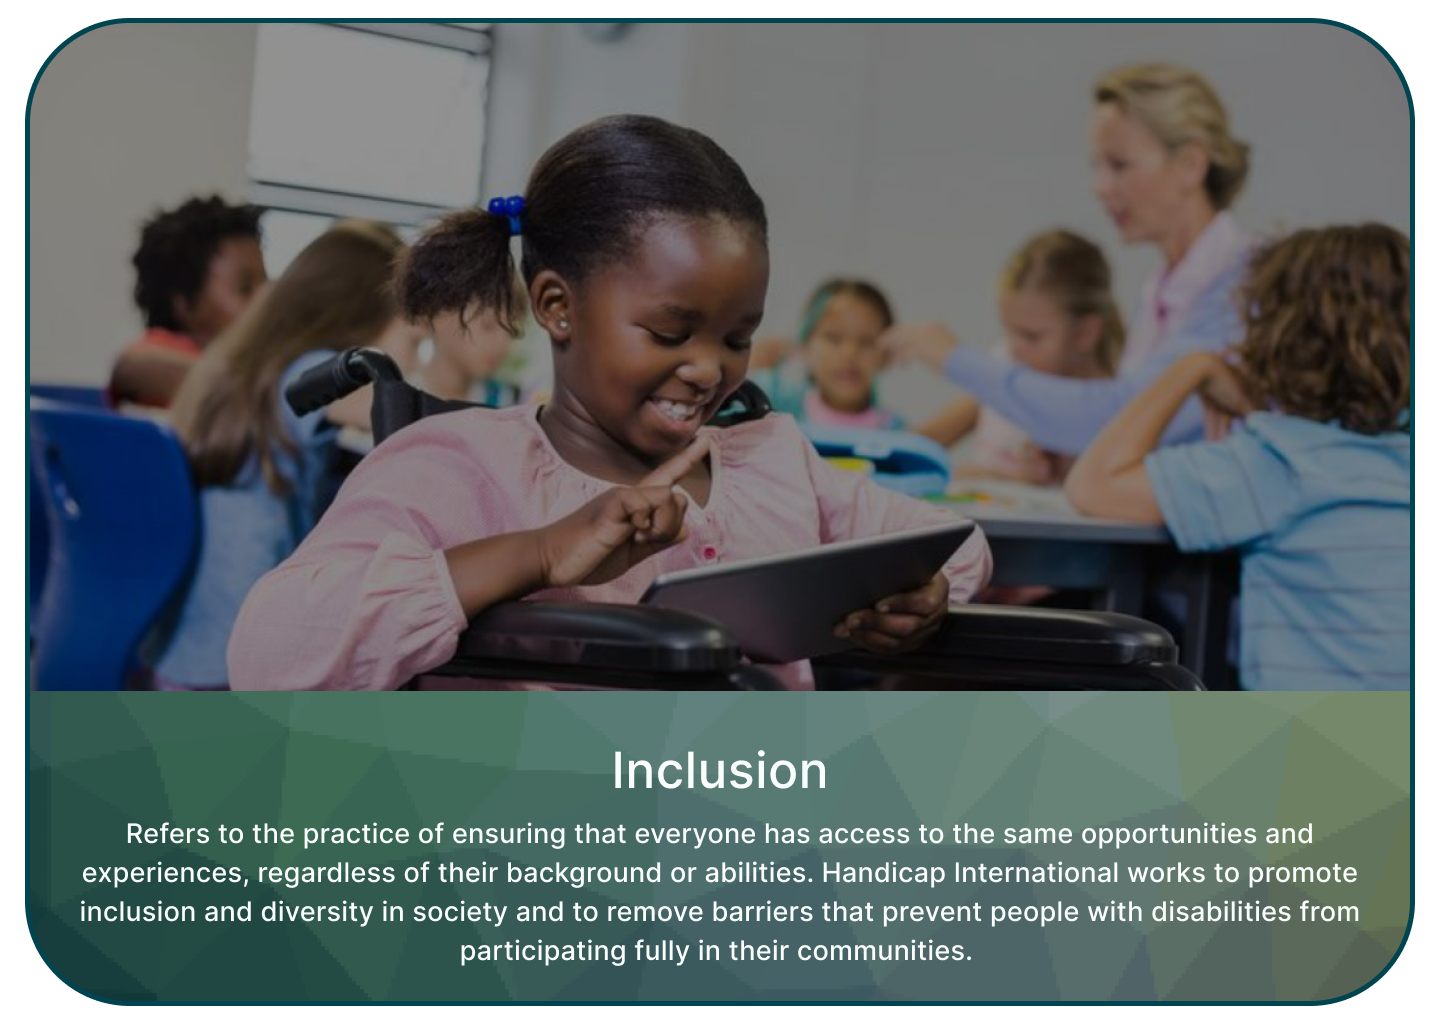 Inclusion
Refers to the practice of ensuring that everyone has access to the same opportunities and
experiences, regardless of their background or abilities. Handicap International works to promote
inclusion and diversity in society and to remove barriers that prevent people with disabilities from
participating fully in their communities.